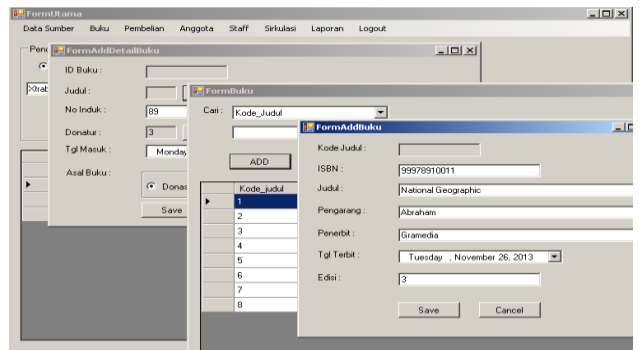 FormUtama
Data Sumber Buku Pembelian Anggota Staff Sirkulasi Laporan Logout
FormAddDetailBuku
ID Buku :
Judul :
No Induk : 89
Donatur : 3
Tgl Masuk : Monday
Asal Buku :
Save
FormBuku
Cari : Kode_Judul
ADD
Kode_judul
1
2
3
4
5
6
7
8
FormAddBuku
Kode Judul :
ISBN : 99978910011
Judul : National Geographic
Pengarang : Abraham
Penerbit : Gramedia
Tgl Terbit : Tuesday , November 26, 2013
Edisi : 3
Save Cancel